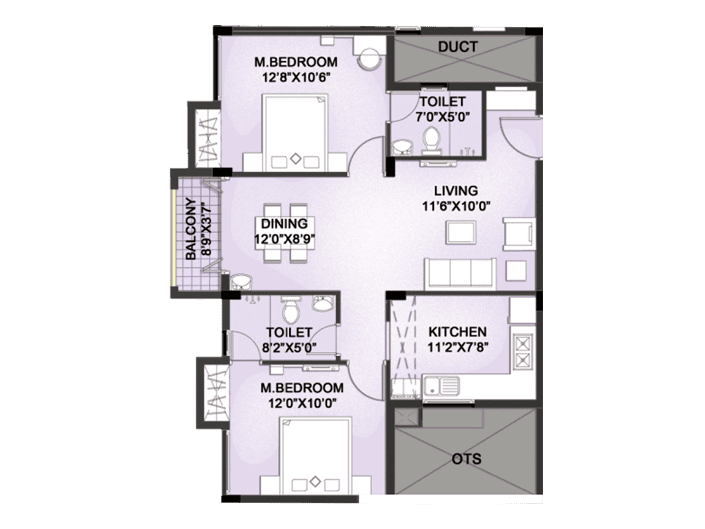 DUCT
M.BEDROOM
12'8"X10'6"
TOILET
7'0"X5'0"
LIVING
11'6"X10'0"
BALCONY
8'9"X3'7"
DINING
12'0"X8'9"
TOILET
8'2"X5'0"
KITCHEN
11'2"X7'8"
M.BEDROOM
12'0"X10'0"
OTS